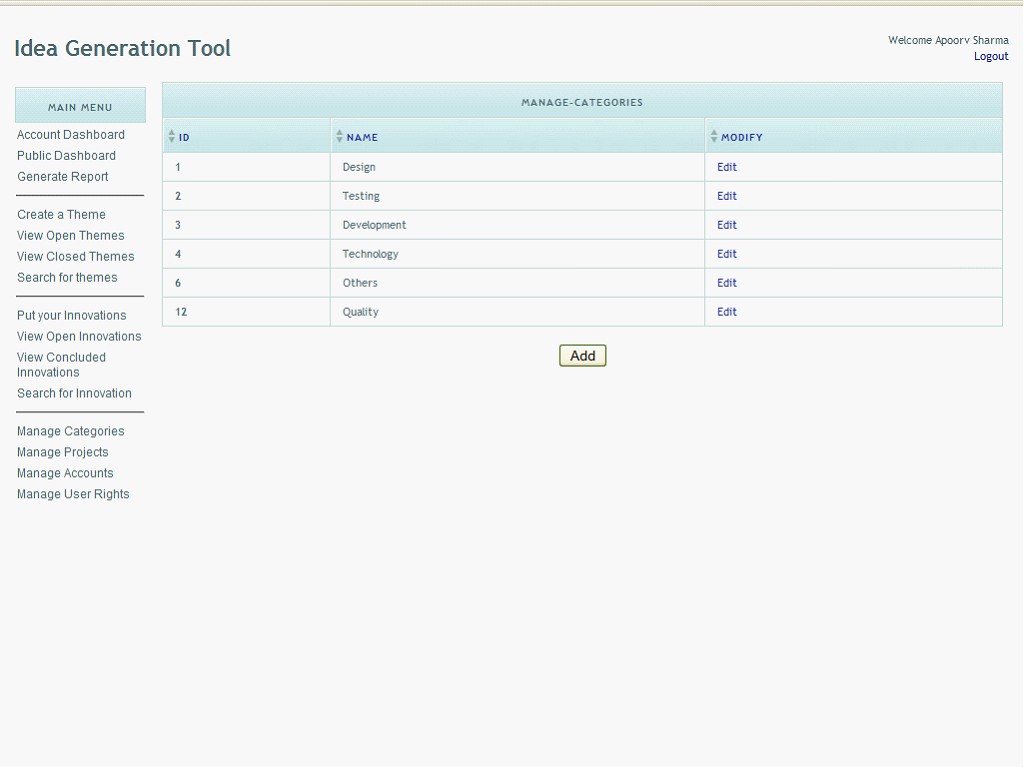 Idea Generation Tool
Welcome Apoorv Sharma
Logout
MAIN MENU
Account Dashboard
Public Dashboard
Generate Report
Create a Theme
View Open Themes
View Closed Themes
Search for themes
Put your Innovations
View Open Innovations
View Concluded
Innovations
Search for Innovation
Manage Categories
Manage Projects
Manage Accounts
Manage User Rights
MANAGE-CATEGORIES
ID NAME MODIFY
1 Design Edit
2 Testing Edit
3 Development Edit
4 Technology Edit
6 Others Edit
12 Quality Edit
Add